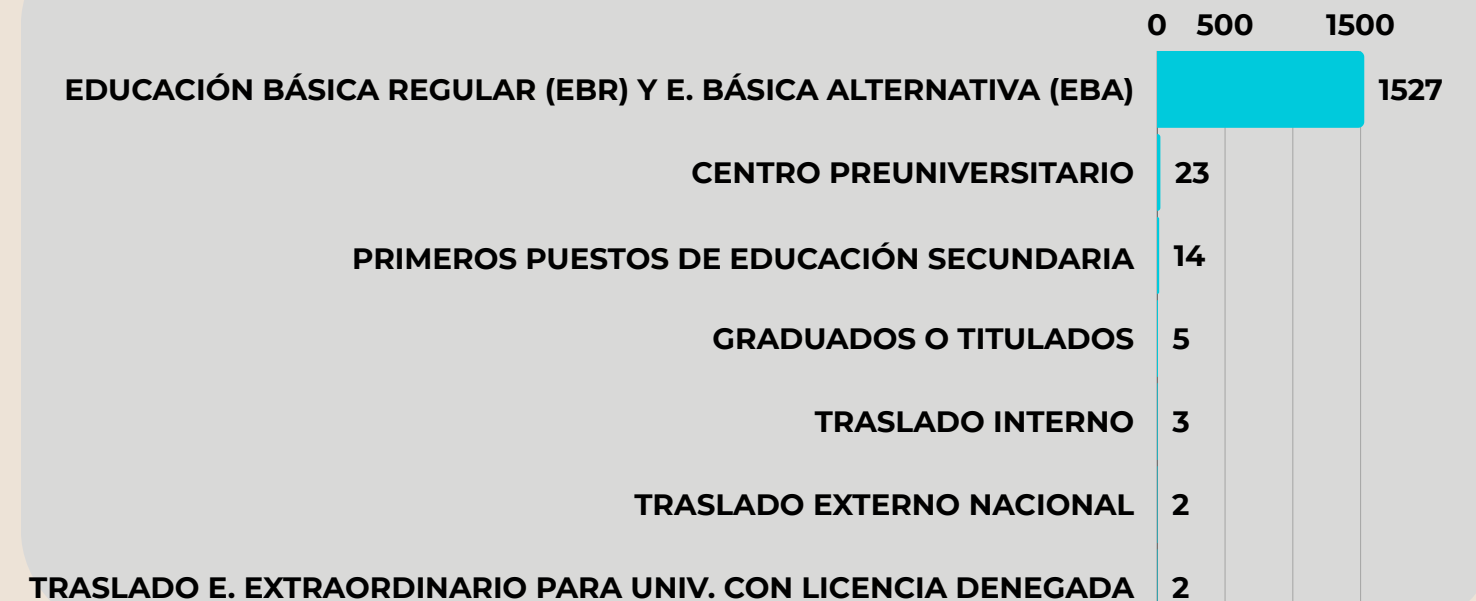 0 500 1500
EDUCACIÓN BÁSICA REGULAR (EBR) Y E. BÁSICA ALTERNATIVA (EBA) 1527
CENTRO PREUNIVERSITARIO 23
PRIMEROS PUESTOS DE EDUCACIÓN SECUNDARIA 14
GRADUADOS O TITULADOS 5
TRASLADO INTERNO 3
TRASLADO EXTERNO NACIONAL 2
TRASLADO E. EXTRAORDINARIO PARA UNIV. CON LICENCIA DENEGADA 2